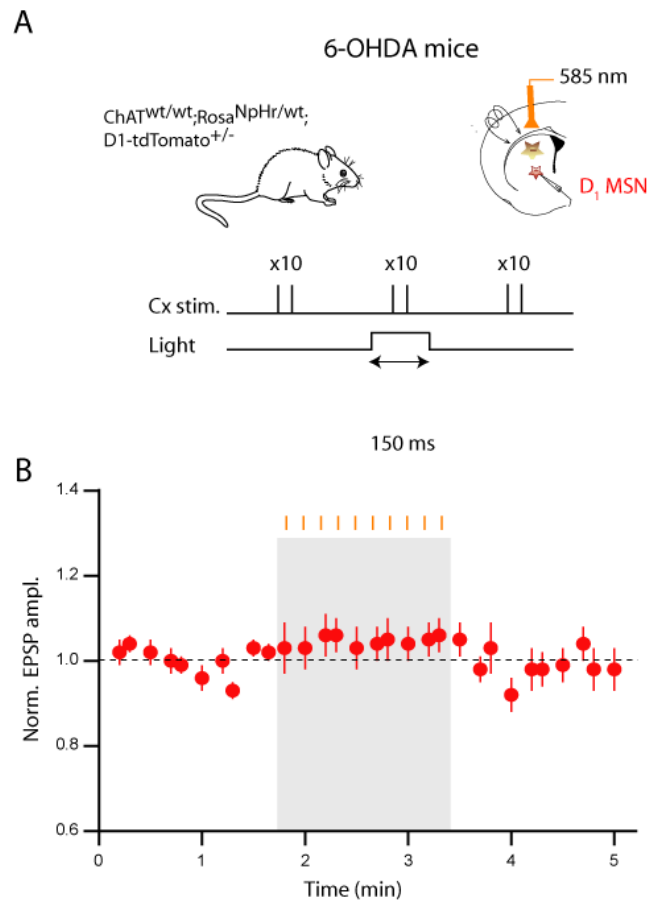 A
6-OHDA mice
585 nm
ChATwt/wt;RosaNpHr/wt;
D1-tdTomato+/-
D1 MSN
x10 x10 x10
Cx stim.
Light
150 ms
B
1.4
1.2
1.0
0.8
0.6
Norm. EPSP ampl.
0 1 2 3 4 5
Time (min)